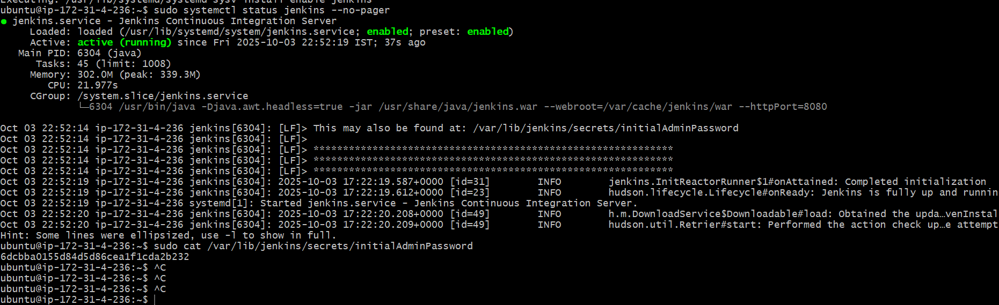 Executing: /usr/lib/systemd/systemd-sysv-install enable jenkins
ubuntu@ip-172-31-4-236:~$ sudo systemctl status jenkins --no-pager
● jenkins.service - Jenkins Continuous Integration Server
     Loaded: loaded (/usr/lib/systemd/system/jenkins.service; enabled; preset: enabled)
     Active: active (running) since Fri 2025-10-03 22:52:19 IST; 37s ago
   Main PID: 6304 (java)
      Tasks: 45 (limit: 1008)
     Memory: 302.0M (peak: 339.3M)
        CPU: 21.977s
     CGroup: /system.slice/jenkins.service
             └─6304 /usr/bin/java -Djava.awt.headless=true -jar /usr/share/java/jenkins.war --webroot=/var/cache/jenkins/war --httpPort=8080
Oct 03 22:52:14 ip-172-31-4-236 jenkins[6304]: [LF]> This may also be found at: /var/lib/jenkins/secrets/initialAdminPassword
Oct 03 22:52:14 ip-172-31-4-236 jenkins[6304]: [LF]>
Oct 03 22:52:14 ip-172-31-4-236 jenkins[6304]: [LF]> *************************************************************
Oct 03 22:52:14 ip-172-31-4-236 jenkins[6304]: [LF]> *************************************************************
Oct 03 22:52:14 ip-172-31-4-236 jenkins[6304]: [LF]> *************************************************************
Oct 03 22:52:19 ip-172-31-4-236 jenkins[6304]: 2025-10-03 17:22:19.587+0000 [id=31]        INFO        jenkins.InitReactorRunner$1#onAttained: Completed initialization
Oct 03 22:52:19 ip-172-31-4-236 jenkins[6304]: 2025-10-03 17:22:19.612+0000 [id=23]        INFO        hudson.lifecycle.Lifecycle#onReady: Jenkins is fully up and runnin
Oct 03 22:52:19 ip-172-31-4-236 systemd[1]: Started jenkins.service - Jenkins Continuous Integration Server.
Oct 03 22:52:20 ip-172-31-4-236 jenkins[6304]: 2025-10-03 17:22:20.208+0000 [id=49]        INFO        h.m.DownloadService$Downloadable#load: Obtained the upda…venInstal
Oct 03 22:52:20 ip-172-31-4-236 jenkins[6304]: 2025-10-03 17:22:20.209+0000 [id=49]        INFO        hudson.util.Retrier#start: Performed the action check up…e attempt
Hint: Some lines were ellipsized, use -l to show in full.
ubuntu@ip-172-31-4-236:~$ sudo cat /var/lib/jenkins/secrets/initialAdminPassword
6dcbba0155d84d5d86cea1f1cda2b232
ubuntu@ip-172-31-4-236:~$ ^C
ubuntu@ip-172-31-4-236:~$ ^C
ubuntu@ip-172-31-4-236:~$ ^C
ubuntu@ip-172-31-4-236:~$